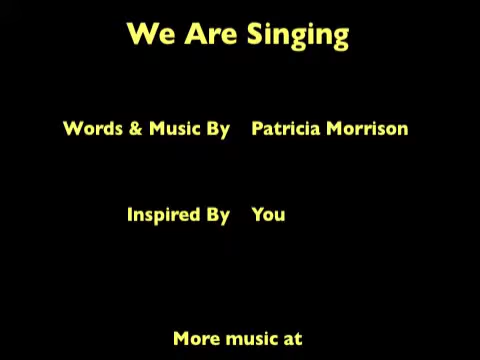 We Are Singing
Words & Music By Patricia Morrison
Inspired By You
More music at